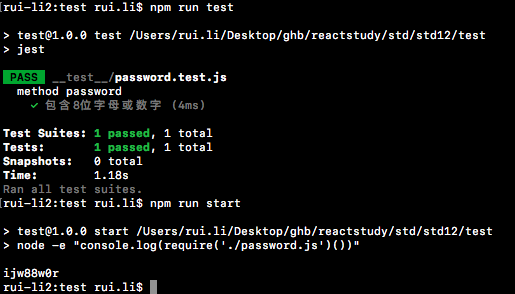 [rui-li2:test rui.li$ npm run test
> test@1.0.0 test /Users/rui.li/Desktop/ghb/reactstudy/std/std12/test
> jest
PASS __test__/password.test.js
method password
✓ 包含8位字母或数字 (4ms)
Test Suites: 1 passed, 1 total
Tests: 1 passed, 1 total
Snapshots: 0 total
Time: 1.18s
Ran all test suites.
[rui-li2:test rui.li$ npm run start
> test@1.0.0 start /Users/rui.li/Desktop/ghb/reactstudy/std/std12/test
> node -e "console.log(require('./password.js')())"
ijw88w0r
rui-li2:test rui.li$